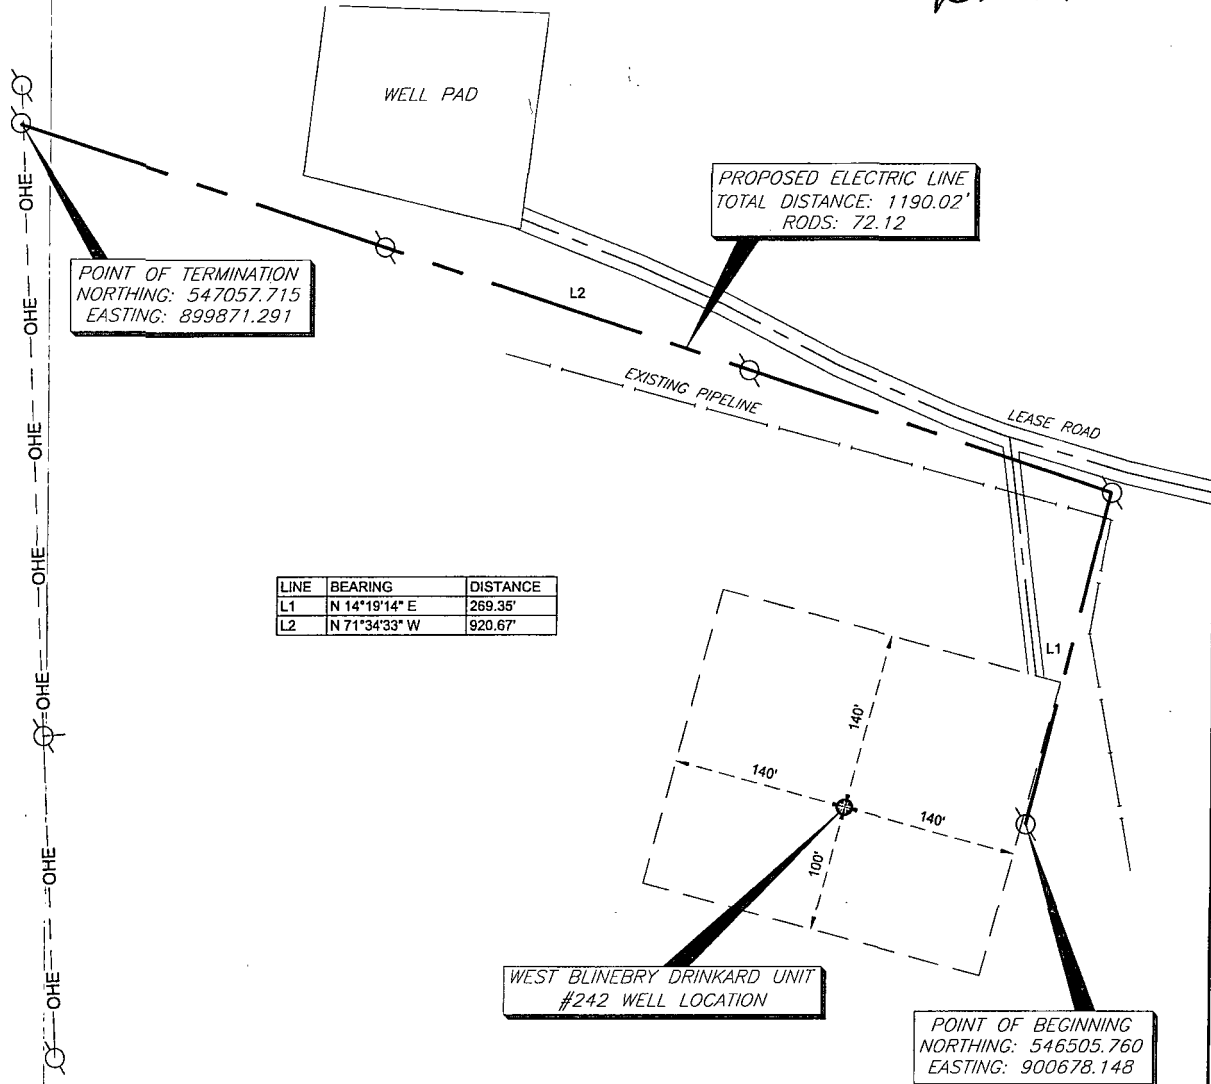 WELL PAD
PROPOSED ELECTRIC LINE
TOTAL DISTANCE: 1190.02'
RODS: 72.12
OHE
POINT OF TERMINATION
NORTHING: 547057.715
EASTING: 899871.291
L2
OHE
EXISTING PIPELINE
LEASE ROAD
OHE
OHE
LINE BEARING DISTANCE
L1 N 14°19'14" E 269.35'
L2 N 71°34'33" W 920.67'
L1
OHE
140'
140'
140'
100'
OHE
WEST BLINEBRY DRINKARD UNIT
#242 WELL LOCATION
OHE
POINT OF BEGINNING
NORTHING: 546505.760
EASTING: 900678.148